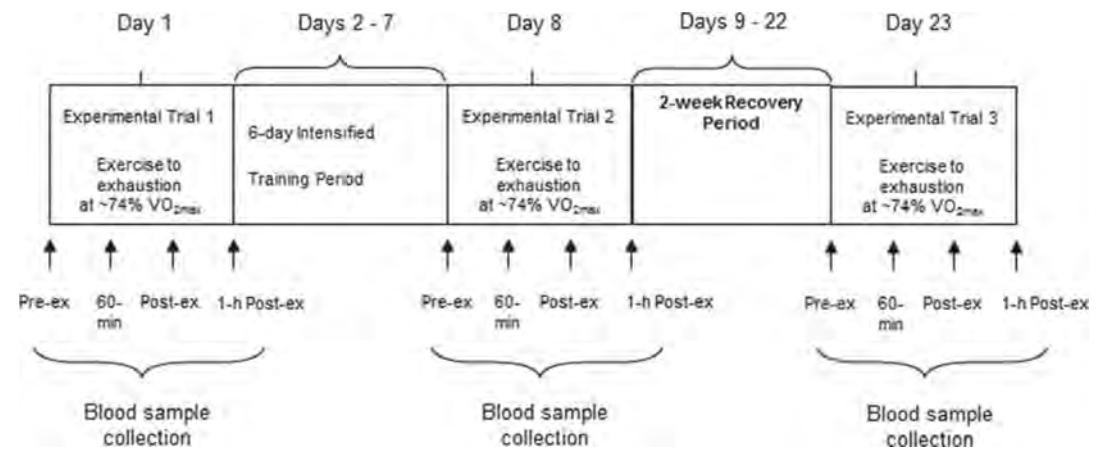 Day 1 Days 2 - 7 Day 8 Days 9 - 22 Day 23
Experimental Trial 1
Exercise to
exhaustion
at ~74% VO2max
6-day Intensified
Training Period
Experimental Trial 2
Exercise to
exhaustion
at ~74% VO2max
2-week Recovery
Period
Experimental Trial 3
Exercise to
exhaustion
at ~74% VO2max
Pre-ex 60-
min Post-ex 1-h Post-ex
Pre-ex 60-
min Post-ex 1-h Post-ex
Pre-ex 60-
min Post-ex 1-h Post-ex
Blood sample
collection
Blood sample
collection
Blood sample
collection